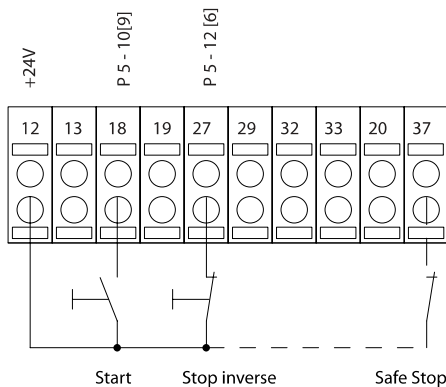 +24V
P 5 - 10[9]
P 5 - 12 [6]
12 13 18 19 27 29 32 33 20 37
Start Stop inverse Safe Stop